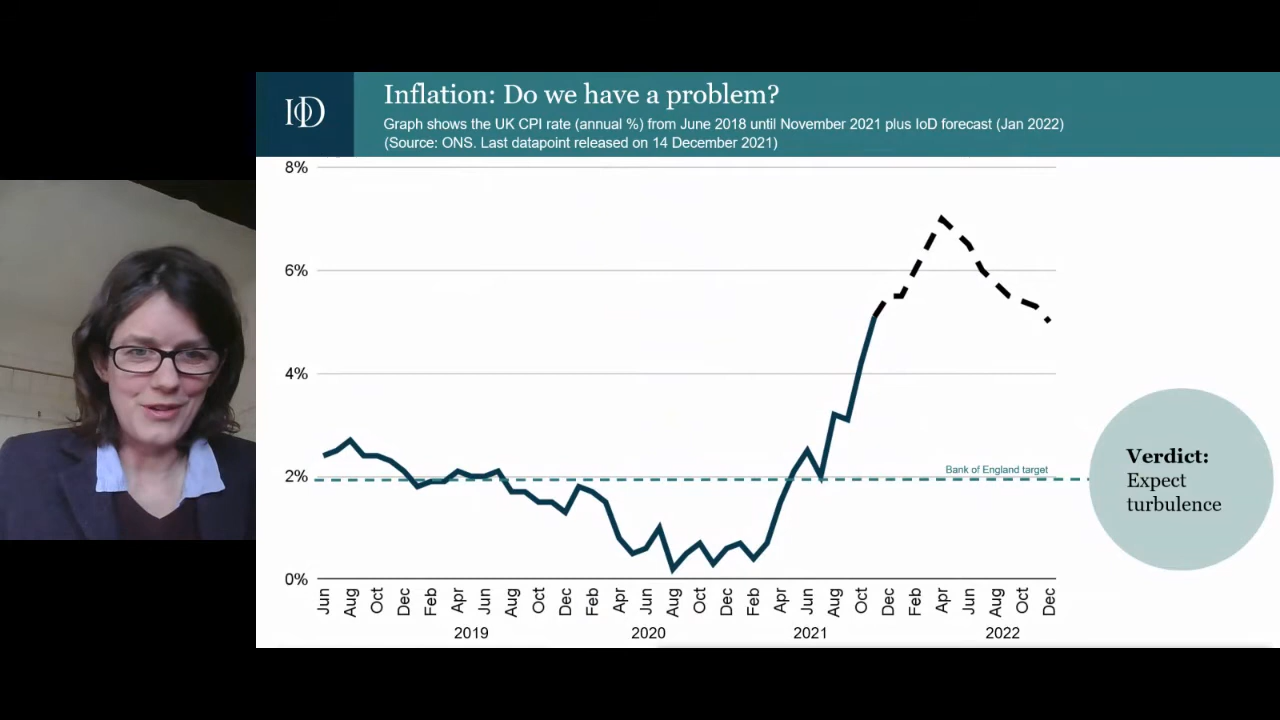 IoD
Inflation: Do we have a problem?
Graph shows the UK CPI rate (annual %) from June 2018 until November 2021 plus IoD forecast (Jan 2022)
(Source: ONS. Last datapoint released on 14 December 2021)
8%
6%
4%
2%
0%
Bank of England target
Verdict:
Expect
turbulence
Jun Aug Oct Dec Feb Apr Jun Aug Oct Dec Feb Apr Jun Aug Oct Dec Feb Apr Jun Aug Oct Dec Feb Apr Jun Aug Oct Dec
2019 2020 2021 2022